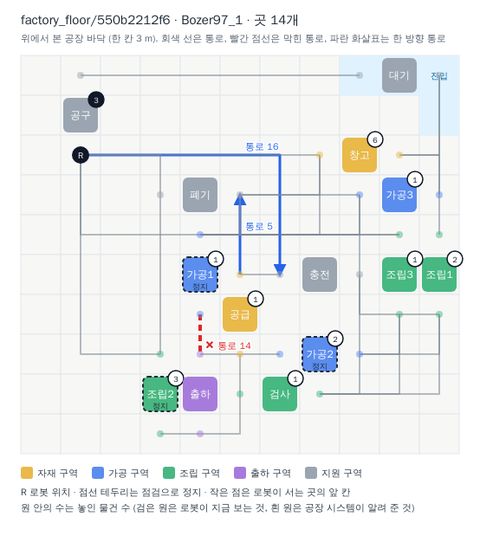 factory_floor/550b2212f6 · Bozer97_1 · 곳 14개
위에서 본 공장 바닥 (한 칸 3 m). 회색 선은 통로, 빨간 점선은 막힌 통로, 파란 화살표는 한 방향 통로
대기
전입
공구 3
R
통로 16
창고 6
폐기
가공3 1
통로 5
가공1 1
정지
충전
조립3 1
조립1 2
공급 1
✕ 통로 14
가공2 2
정지
조립2 3
정지
출하
검사 1
자재 구역
가공 구역
조립 구역
출하 구역
지원 구역
R 로봇 위치 · 점선 테두리는 점검으로 정지 · 작은 점은 로봇이 서는 곳의 앞 칸
원 안의 수는 놓인 물건 수 (검은 원은 로봇이 지금 보는 것, 흰 원은 공장 시스템이 알려 준 것)